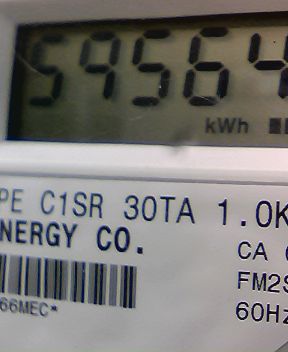 59564
kWh
PE C1SR 30TA 1.0K
NERGY CO.
CA
FM2S
66MEC*
60Hz